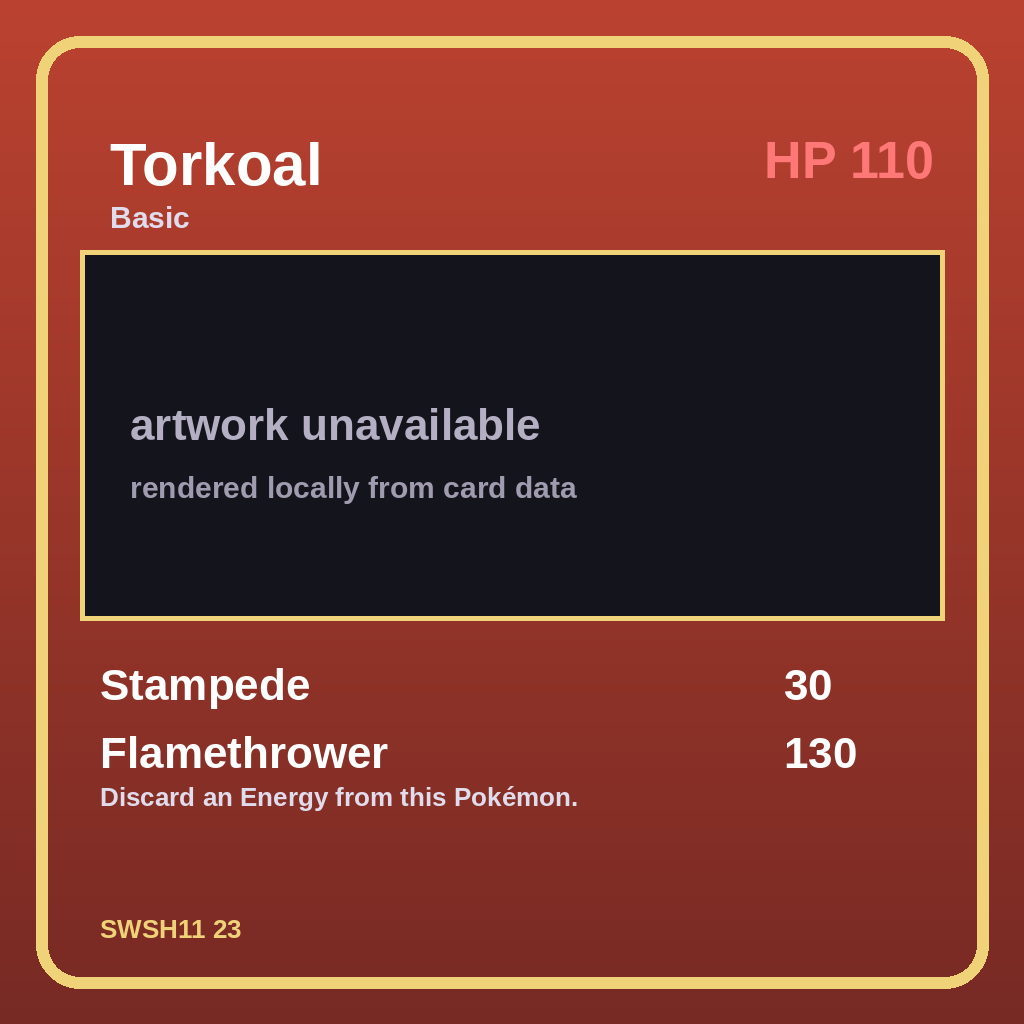 Torkoal
HP 110
Basic
artwork unavailable
rendered locally from card data
Stampede 30
Flamethrower 130
Discard an Energy from this Pokémon.
SWSH11 23